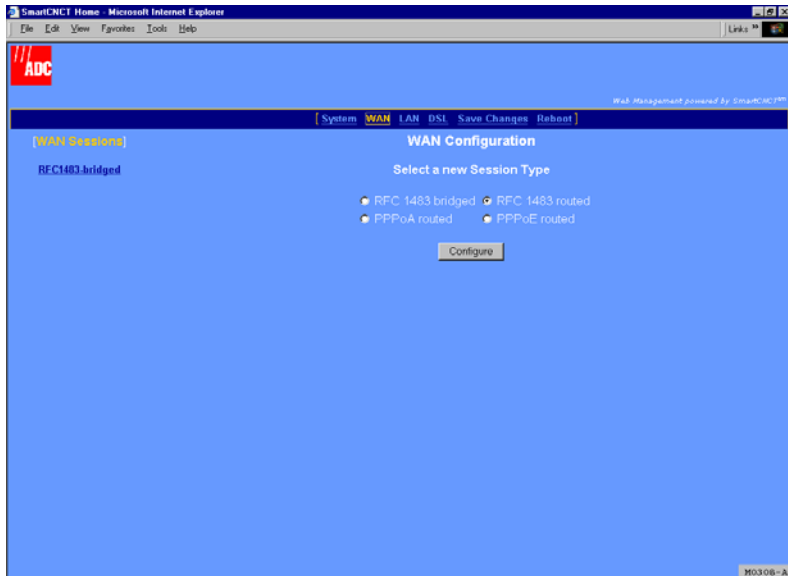 SmartCNCT Home - Microsoft Internet Explorer
File Edit View Favorites Tools Help
Links »
ADC
Web Management powered by SmartCNCT™
[ System WAN LAN DSL Save Changes Reboot ]
[WAN Sessions]
RFC1483-bridged
WAN Configuration
Select a new Session Type
RFC 1483 bridged RFC 1483 routed
PPPoA routed PPPoE routed
Configure
M0308-A